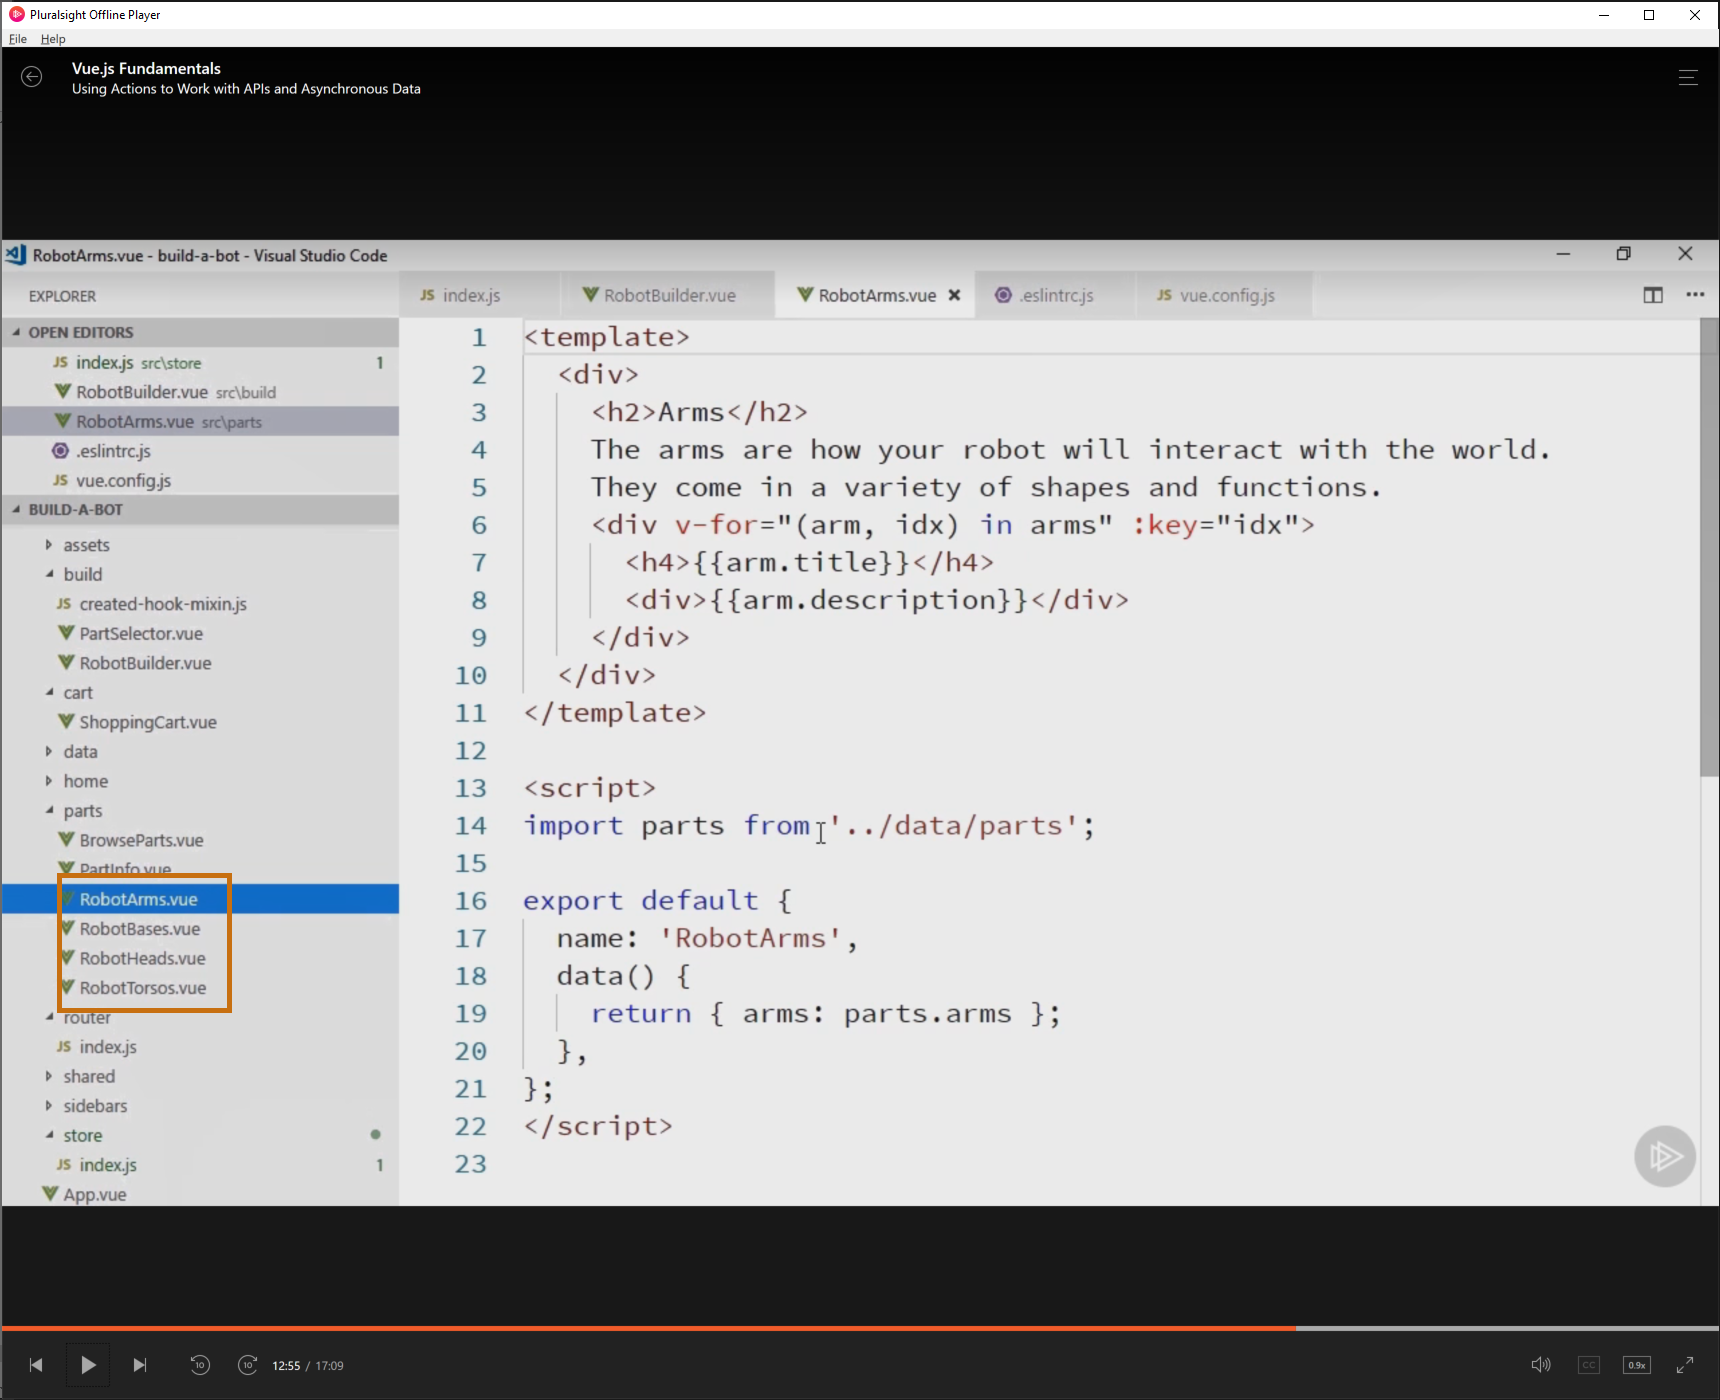 Pluralsight Offline Player
File Help
Vue.js Fundamentals
Using Actions to Work with APIs and Asynchronous Data
RobotArms.vue - build-a-bot - Visual Studio Code
EXPLORER
OPEN EDITORS
JS index.js src\store 1
RobotBuilder.vue src\build
RobotArms.vue src\parts
.eslintrc.js
JS vue.config.js
BUILD-A-BOT
assets
build
JS created-hook-mixin.js
PartSelector.vue
RobotBuilder.vue
cart
ShoppingCart.vue
data
home
parts
BrowseParts.vue
PartInfo.vue
RobotArms.vue
RobotBases.vue
RobotHeads.vue
RobotTorsos.vue
router
JS index.js
shared
sidebars
store
JS index.js 1
App.vue
JS index.js RobotBuilder.vue RobotArms.vue .eslintrc.js JS vue.config.js
1 <template>
2 <div>
3 <h2>Arms</h2>
4 The arms are how your robot will interact with the world.
5 They come in a variety of shapes and functions.
6 <div v-for="(arm, idx) in arms" :key="idx">
7 <h4>{{arm.title}}</h4>
8 <div>{{arm.description}}</div>
9 </div>
10 </div>
11 </template>
12
13 <script>
14 import parts from '../data/parts';
15
16 export default {
17 name: 'RobotArms',
18 data() {
19 return { arms: parts.arms };
20 },
21 };
22 </script>
23
10 10 12:55 / 17:09 CC 0.9x